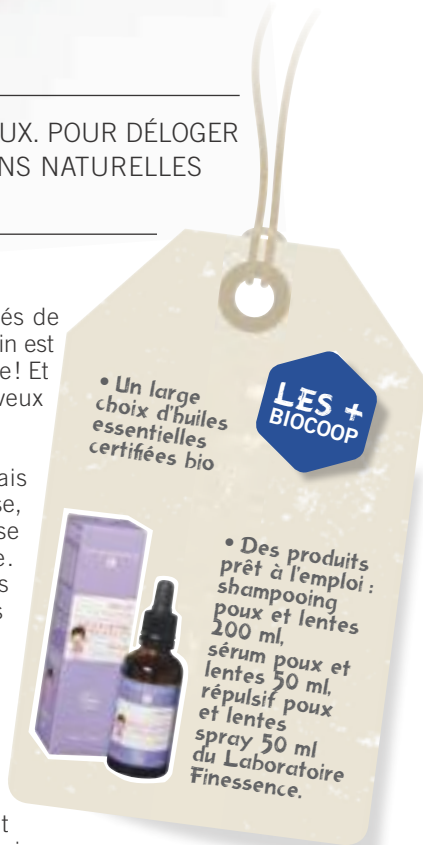 UX. POUR DÉLOGER
NS NATURELLES
és de
in est
e ! Et
veux
ais
se,
se
e.
s
s
t
• Un large
choix d'huiles
essentielles
certifiées bio
LES +
BIOCOOP
• Des produits
prêt à l'emploi :
shampooing
poux et lentes
200 ml,
sérum poux et
lentes 50 ml,
répulsif poux
et lentes
spray 50 ml
du Laboratoire
Finessence.